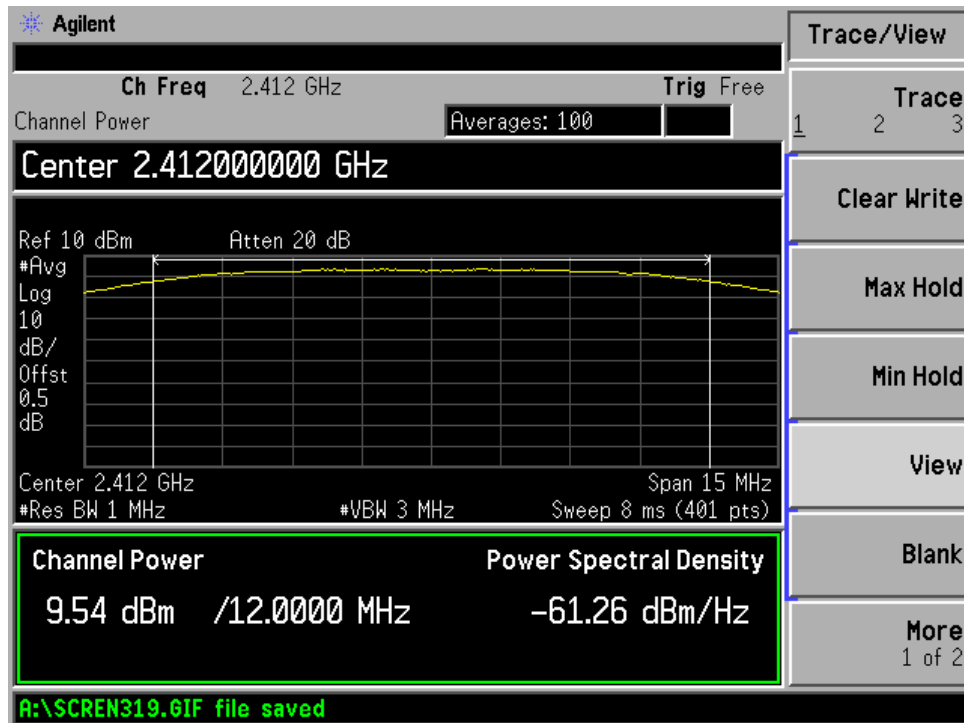 Agilent
Ch Freq 2.412 GHz Trig Free
Channel Power Averages: 100
Center 2.412000000 GHz
Ref 10 dBm Atten 20 dB
#Avg
Log
10
dB/
Offst
0.5
dB
Center 2.412 GHz Span 15 MHz
#Res BW 1 MHz #VBW 3 MHz Sweep 8 ms (401 pts)
Channel Power Power Spectral Density
9.54 dBm /12.0000 MHz -61.26 dBm/Hz
A:\SCREN319.GIF file saved
Trace/View
Trace
1 2 3
Clear Write
Max Hold
Min Hold
View
Blank
More
1 of 2